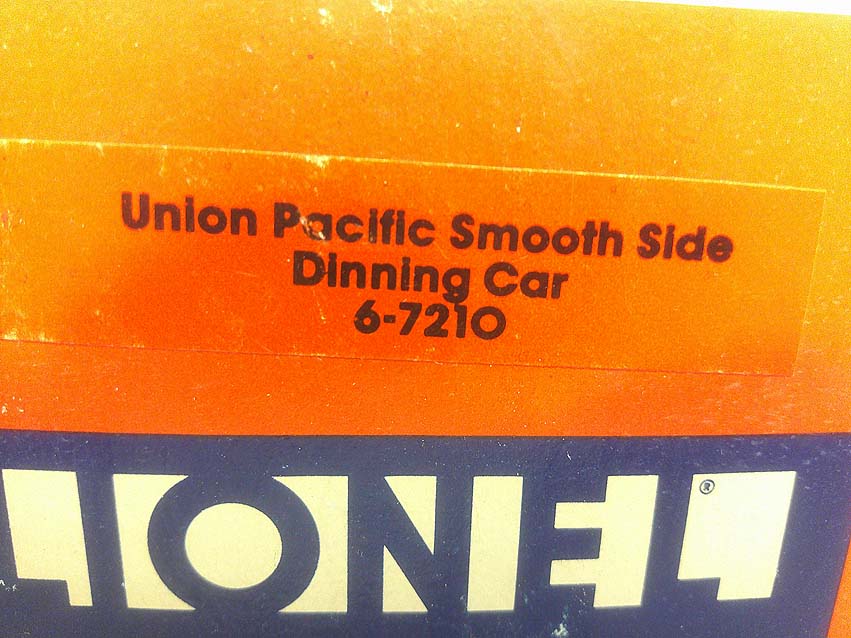 Union Pacific Smooth Side
Dinning Car
6-7210
LIONEL®